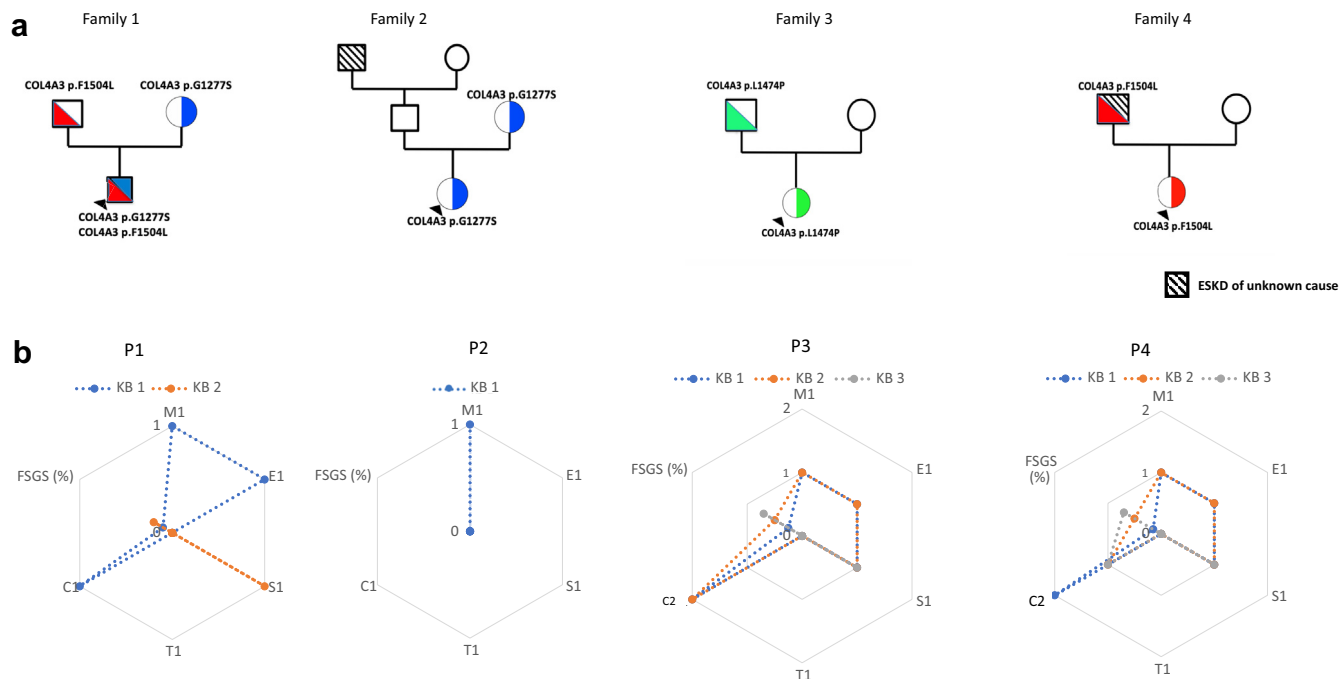 a
Family 1
Family 2
Family 3
Family 4
COL4A3 p.F1504L
COL4A3 p.G1277S
COL4A3 p.G1277S
COL4A3 p.F1504L
COL4A3 p.G1277S
COL4A3 p.G1277S
COL4A3 p.L1474P
COL4A3 p.L1474P
COL4A3 p.F1504L
COL4A3 p.F1504L
ESKD of unknown cause
b
P1
KB 1 KB 2
M1
1
E1
S1
T1
C1
FSGS (%)
0
P2
KB 1
M1
1
E1
S1
T1
C1
FSGS (%)
0
P3
KB 1 KB 2 KB 3
M1
2
1
0
E1
S1
T1
C2
FSGS (%)
P4
KB 1 KB 2 KB 3
M1
2
1
0
E1
S1
T1
C2
FSGS
(%)